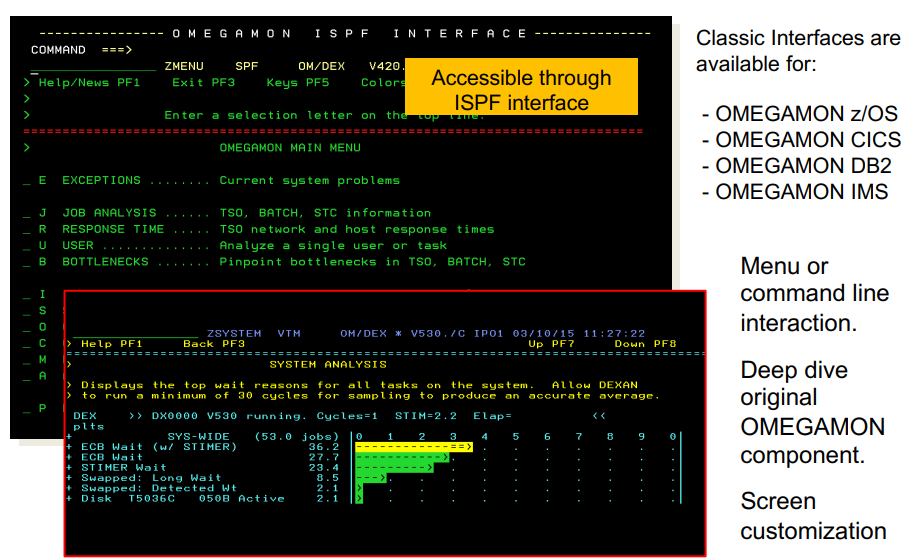 --------------- O M E G A M O N   I S P F   I N T E R F A C E ---------------
COMMAND ===>
ZMENU SPF OM/DEX V420.
> Help/News PF1 Exit PF3 Keys PF5 Colors
>
> Enter a selection letter on the top line.
>  OMEGAMON MAIN MENU
_ E EXCEPTIONS ........ Current system problems
_ J JOB ANALYSIS ...... TSO, BATCH, STC information
_ R RESPONSE TIME ..... TSO network and host response times
_ U USER .............. Analyze a single user or task
_ B BOTTLENECKS ....... Pinpoint bottlenecks in TSO, BATCH, STC
_ I
_ S
_ O
_ C
_ M
_ A
_ P
Accessible through
ISPF interface
ZSYSTEM VTM OM/DEX * V530./C IPO1 03/10/15 11:27:22
> Help PF1 Back PF3 Up PF7 Down PF8
> SYSTEM ANALYSIS
> Displays the top wait reasons for all tasks on the system. Allow DEXAN
> to run a minimum of 30 cycles for sampling to produce an accurate average.
DEX >> DX0000 V530 running. Cycles=1 STIM=2.2 Elap= <<
plts
+ SYS-WIDE (53.0 jobs) |0 1 2 3 4 5 6 7 8 9 0|
+ ECB Wait (w/ STIMER) 36.2 |--------------==> . . . . . . |
+ ECB Wait 27.7 |-------------> . . . . . . . |
+ STIMER Wait 23.4 |-----------> . . . . . . . |
+ Swapped: Long Wait 8.5 |---> . . . . . . . . . |
+ Swapped: Detected Wt 2.1 |> . . . . . . . . . |
+ Disk T5036C 050B Active 2.1 |> . . . . . . . . . |
Classic Interfaces are
available for:
- OMEGAMON z/OS
- OMEGAMON CICS
- OMEGAMON DB2
- OMEGAMON IMS
Menu or
command line
interaction.
Deep dive
original
OMEGAMON
component.
Screen
customization